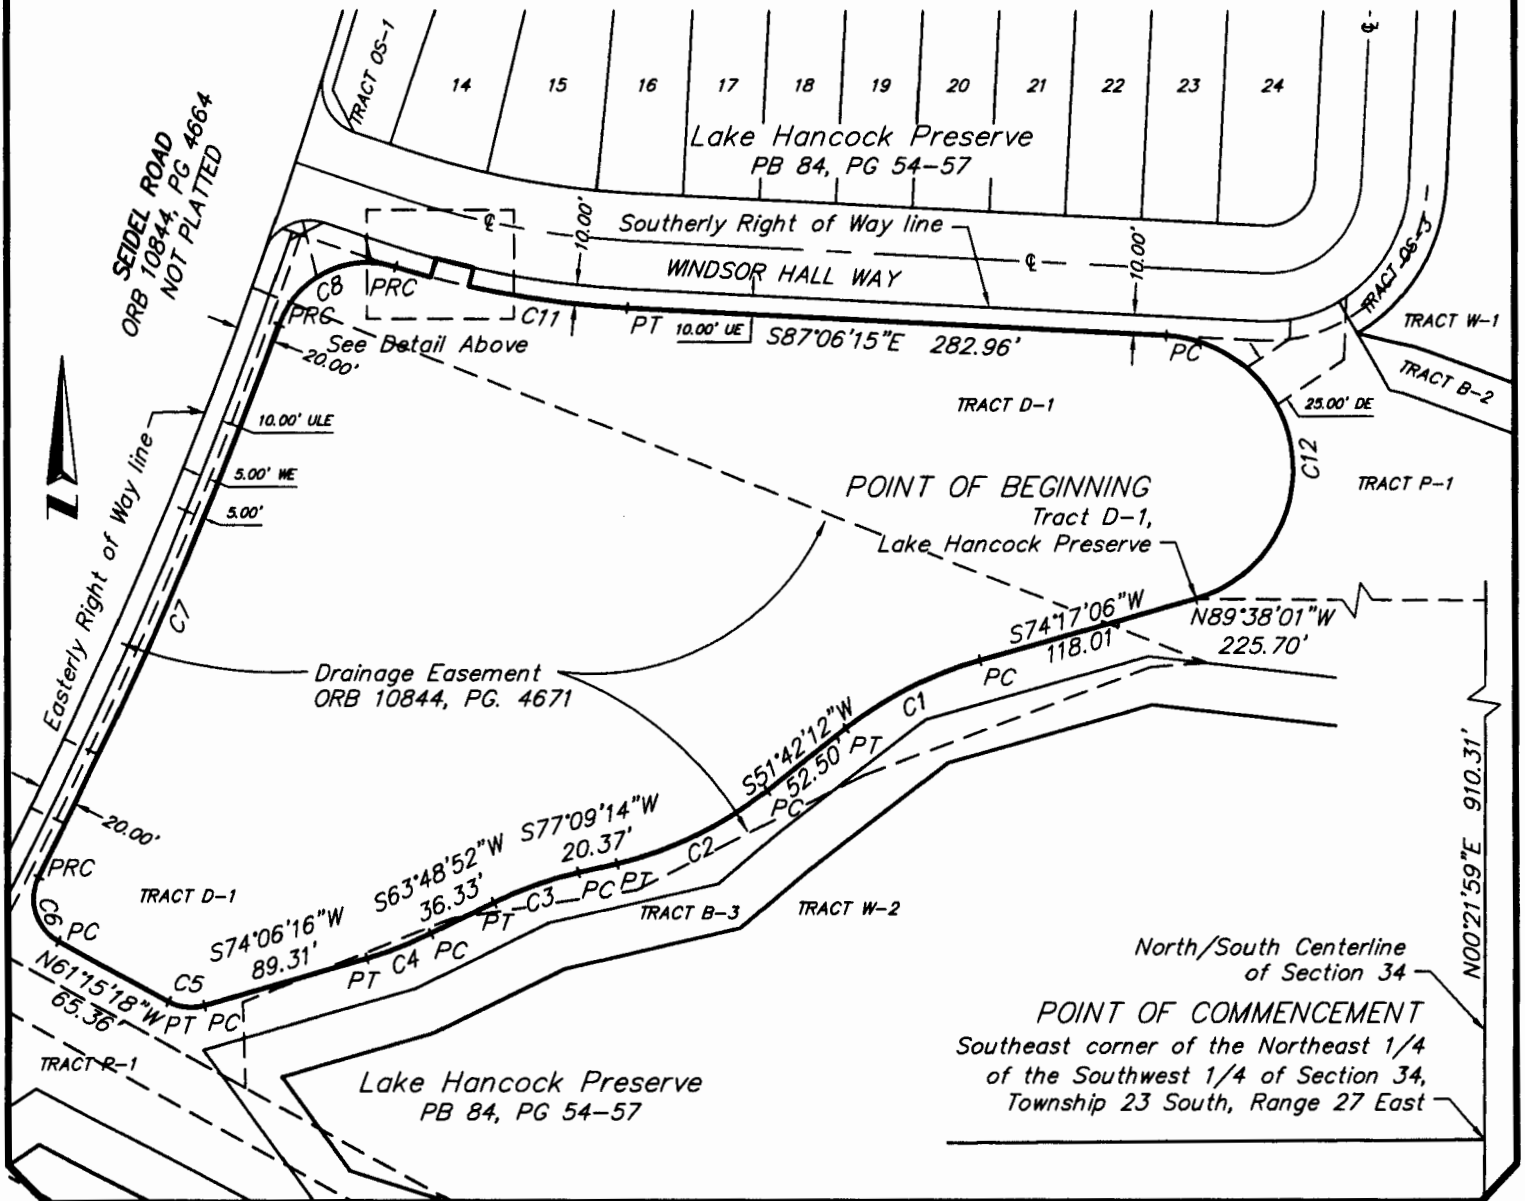 TRACT OS-1
14
15
16
17
18
19
20
21
22
23
24
℄
Lake Hancock Preserve
PB 84, PG 54-57
SEIDEL ROAD
ORB 10844, PG 4664
NOT PLATTED
℄
10.00'
Southerly Right of Way line
10.00'
℄
WINDSOR HALL WAY
TRACT OS-3
TRACT W-1
TRACT B-2
C8
PRC
PRC
C11
PT
10.00' UE
S87°06'15"E 282.96'
PC
See Detail Above
20.00'
10.00' ULE
5.00' WE
5.00'
TRACT D-1
25.00' DE
C12
TRACT P-1
POINT OF BEGINNING
Tract D-1,
Lake Hancock Preserve
Easterly Right of Way line
C7
S74°17'06"W
118.01'
N89°38'01"W
225.70'
PC
Drainage Easement
ORB 10844, PG. 4671
C1
PT
S51°42'12"W
52.50'
PC
N00°21'59"E 910.31'
20.00'
S77°09'14"W
20.37'
C2
S63°48'52"W
36.33'
PC
PT
C3
PRC
TRACT D-1
C6
PC
PT
TRACT B-3
TRACT W-2
S74°06'16"W
89.31'
PC
C4
PT
N61°15'18"W
65.36'
C5
PT
PC
North/South Centerline
of Section 34
POINT OF COMMENCEMENT
Southeast corner of the Northeast 1/4
of the Southwest 1/4 of Section 34,
Township 23 South, Range 27 East
Lake Hancock Preserve
PB 84, PG 54-57